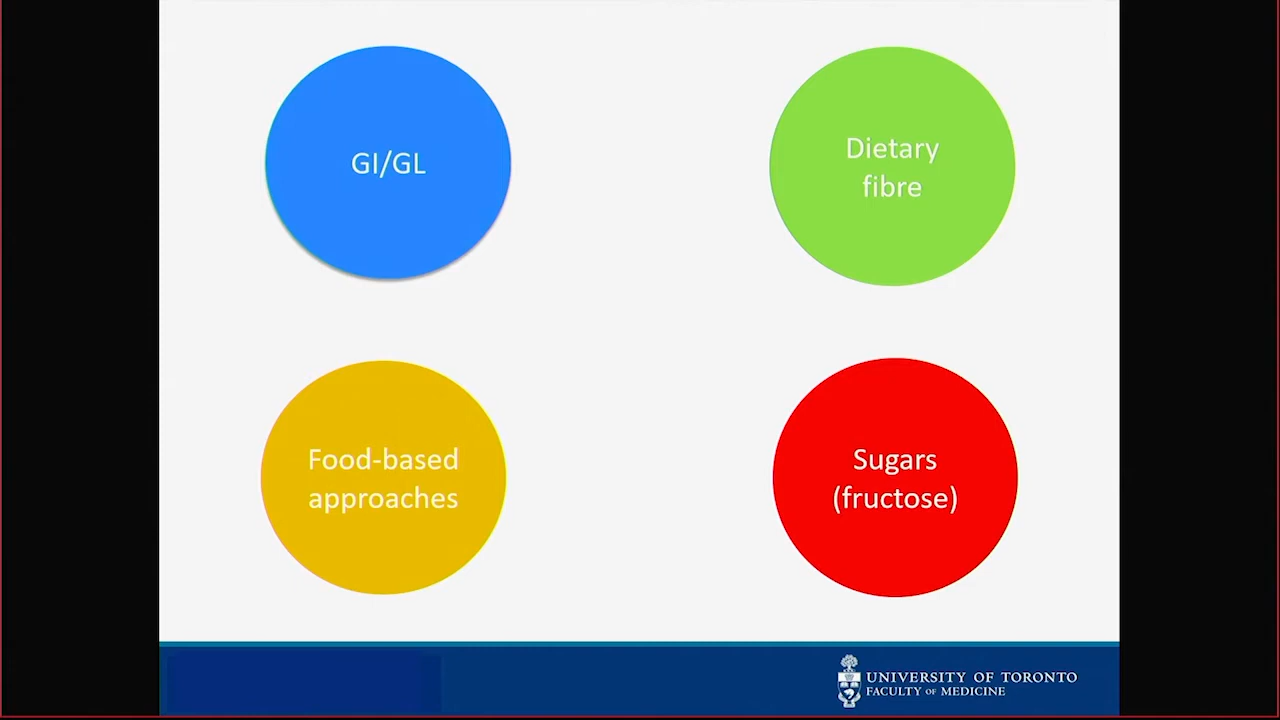 GI/GL
Dietary
fibre
Food-based
approaches
Sugars
(fructose)
UNIVERSITY OF TORONTO
FACULTY OF MEDICINE